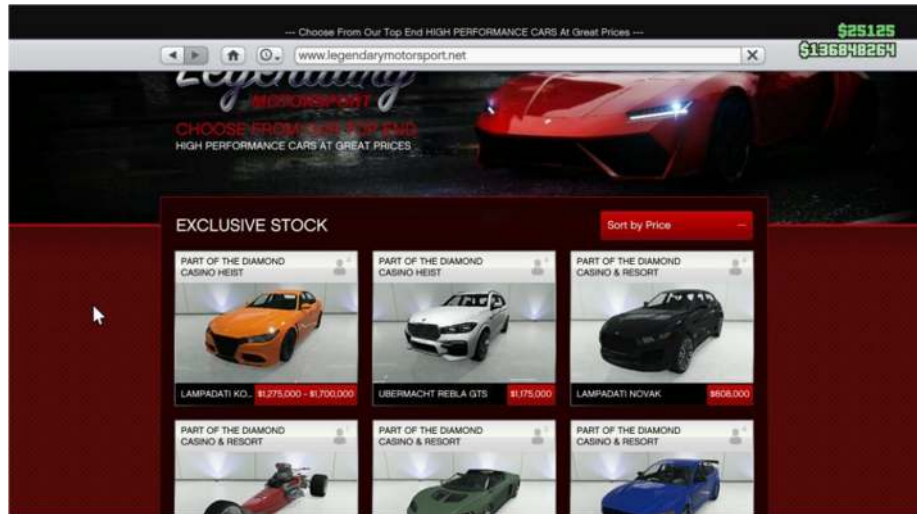 --- Choose From Our Top End HIGH PERFORMANCE CARS At Great Prices ---
$25125
$136848264
www.legendarymotorsport.net
Legendary
MOTORSPORT
CHOOSE FROM OUR TOP END
HIGH PERFORMANCE CARS AT GREAT PRICES
EXCLUSIVE STOCK
Sort by Price
PART OF THE DIAMOND
CASINO HEIST
PART OF THE DIAMOND
CASINO HEIST
PART OF THE DIAMOND
CASINO & RESORT
LAMPADATI KO... $1,275,000 - $1,700,000
UBERMACHT REBLA GTS $1,175,000
LAMPADATI NOVAK $608,000
PART OF THE DIAMOND
CASINO & RESORT
PART OF THE DIAMOND
CASINO & RESORT
PART OF THE DIAMOND
CASINO & RESORT